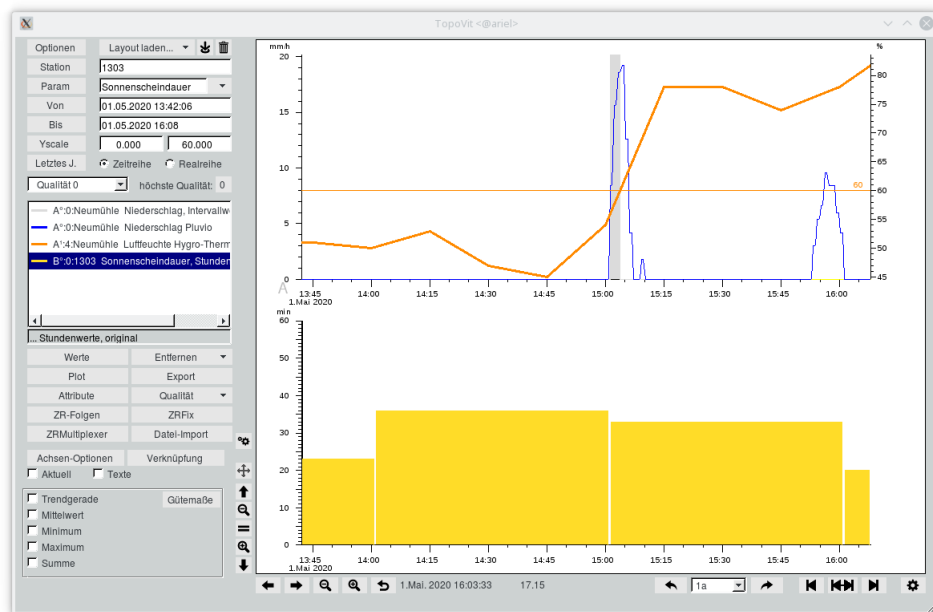 TopoVit <@ariel>
Optionen Layout laden...
Station 1303
Param Sonnenscheindauer
Von 01.05.2020 13:42:06
Bis 01.05.2020 16:08
Yscale 0.000 60.000
Letztes J. Zeitreihe Realreihe
Qualität 0 höchste Qualität: 0
A°:0:Neumühle Niederschlag, Intervallw
A°:0:Neumühle Niederschlag Pluvio
A¹:4:Neumühle Luftfeuchte Hygro-Therm
B°:0:1303 Sonnenscheindauer, Stunden
... Stundenwerte, original
Werte Entfernen
Plot Export
Attribute Qualität
ZR-Folgen ZRFix
ZRMultiplexer Datei-Import
Achsen-Optionen Verknüpfung
Aktuell Texte
Trendgerade Gütemaße
Mittelwert
Minimum
Maximum
Summe
mm/h %
20
15
10
5
0
80
75
70
65
60
55
50
45
60
A
13:45 14:00 14:15 14:30 14:45 15:00 15:15 15:30 15:45 16:00
1.Mai 2020
min
60
50
40
30
20
10
0
13:45 14:00 14:15 14:30 14:45 15:00 15:15 15:30 15:45 16:00
1.Mai 2020
1.Mai. 2020 16:03:33 17.15 1a